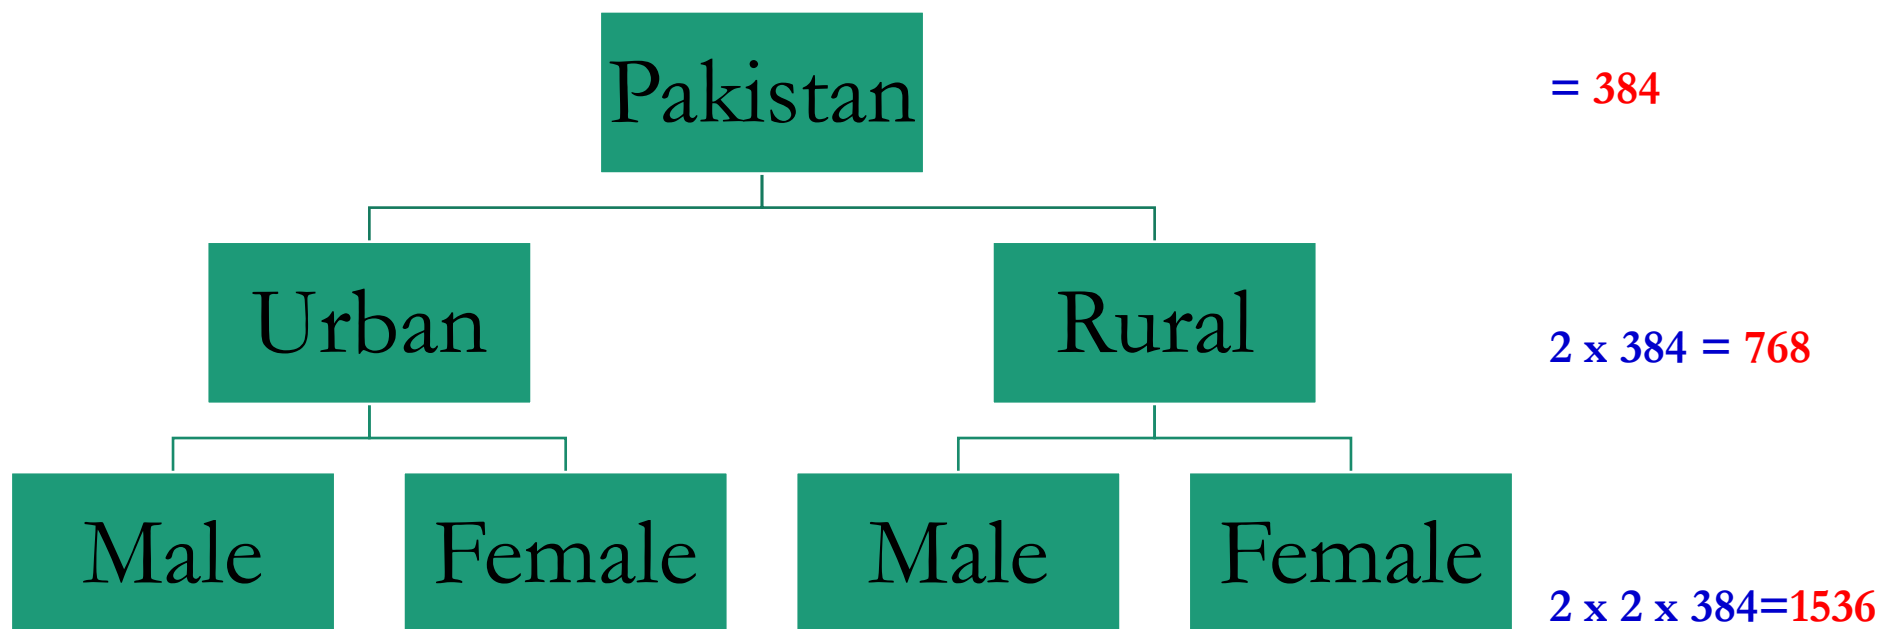 Pakistan
= 384
Urban
Rural
2 x 384 = 768
Male
Female
Male
Female
2 x 2 x 384=1536